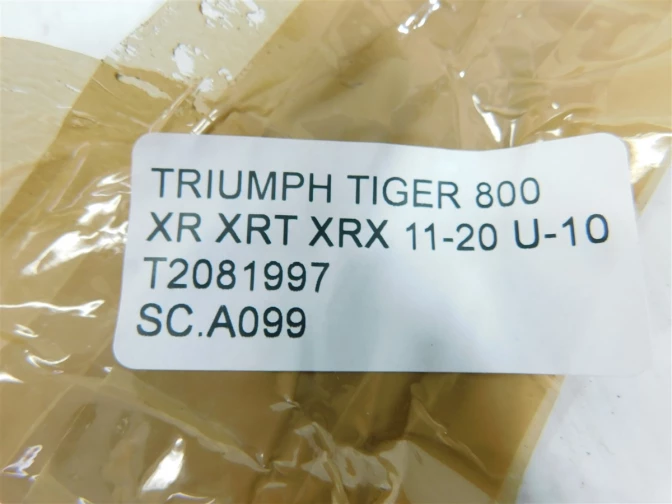 TRIUMPH TIGER 800
XR XRT XRX 11-20 U-10
T2081997
SC.A099